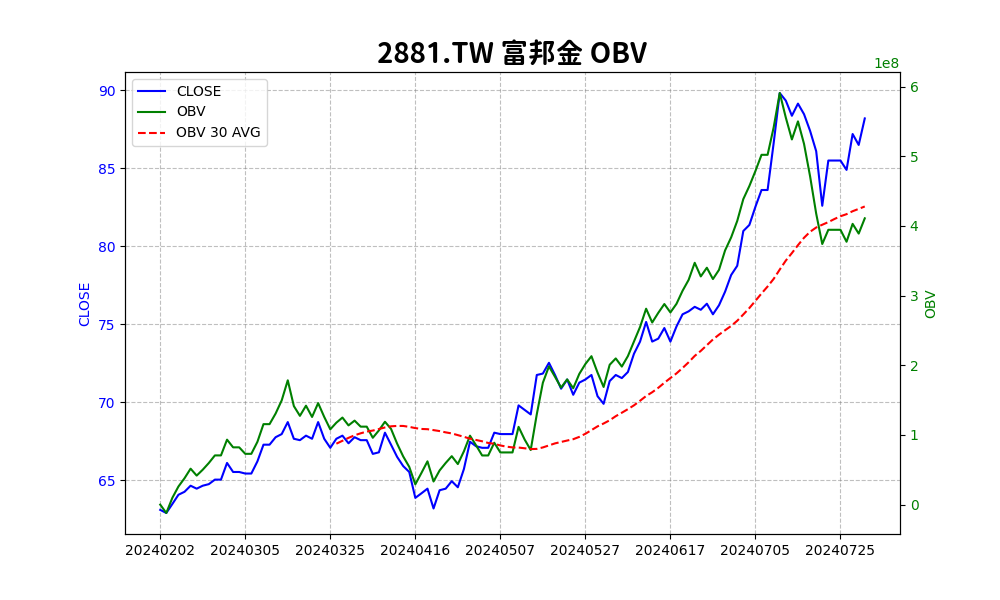 2881.TW 富邦金 OBV
1e8
CLOSE
OBV
OBV 30 AVG
90
85
80
75
70
65
CLOSE
6
5
4
3
2
1
0
OBV
20240202 20240305 20240325 20240416 20240507 20240527 20240617 20240705 20240725